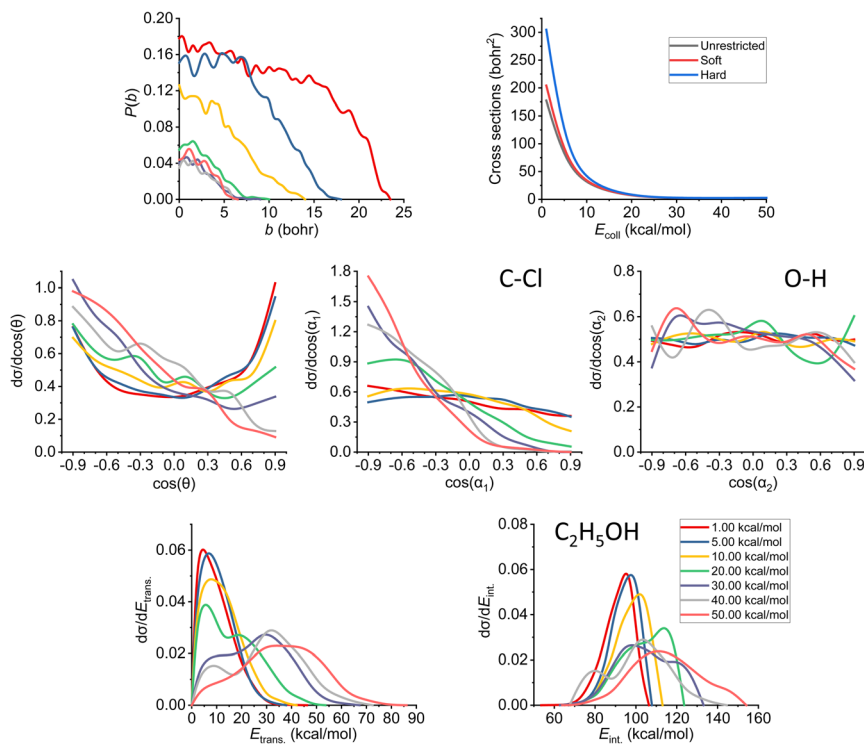 0.20
0.16
0.12
0.08
0.04
0.00
P(b)
0 5 10 15 20 25
b (bohr)
350
300
250
200
150
100
50
0
Cross sections (bohr²)
0 10 20 30 40 50
E_coll (kcal/mol)
Unrestricted
Soft
Hard
1.0
0.8
0.6
0.4
0.2
0.0
dσ/dcos(θ)
-0.9 -0.6 -0.3 0.0 0.3 0.6 0.9
cos(θ)
C-Cl
1.8
1.5
1.2
0.9
0.6
0.3
0.0
dσ/dcos(α₁)
-0.9 -0.6 -0.3 0.0 0.3 0.6 0.9
cos(α₁)
O-H
0.8
0.6
0.4
0.2
0.0
dσ/dcos(α₂)
-0.9 -0.6 -0.3 0.0 0.3 0.6 0.9
cos(α₂)
0.06
0.04
0.02
0.00
dσ/dE_trans.
0 10 20 30 40 50 60 70 80 90
E_trans. (kcal/mol)
C₂H₅OH
0.08
0.06
0.04
0.02
0.00
dσ/dE_int.
60 80 100 120 140 160
E_int. (kcal/mol)
1.00 kcal/mol
5.00 kcal/mol
10.00 kcal/mol
20.00 kcal/mol
30.00 kcal/mol
40.00 kcal/mol
50.00 kcal/mol